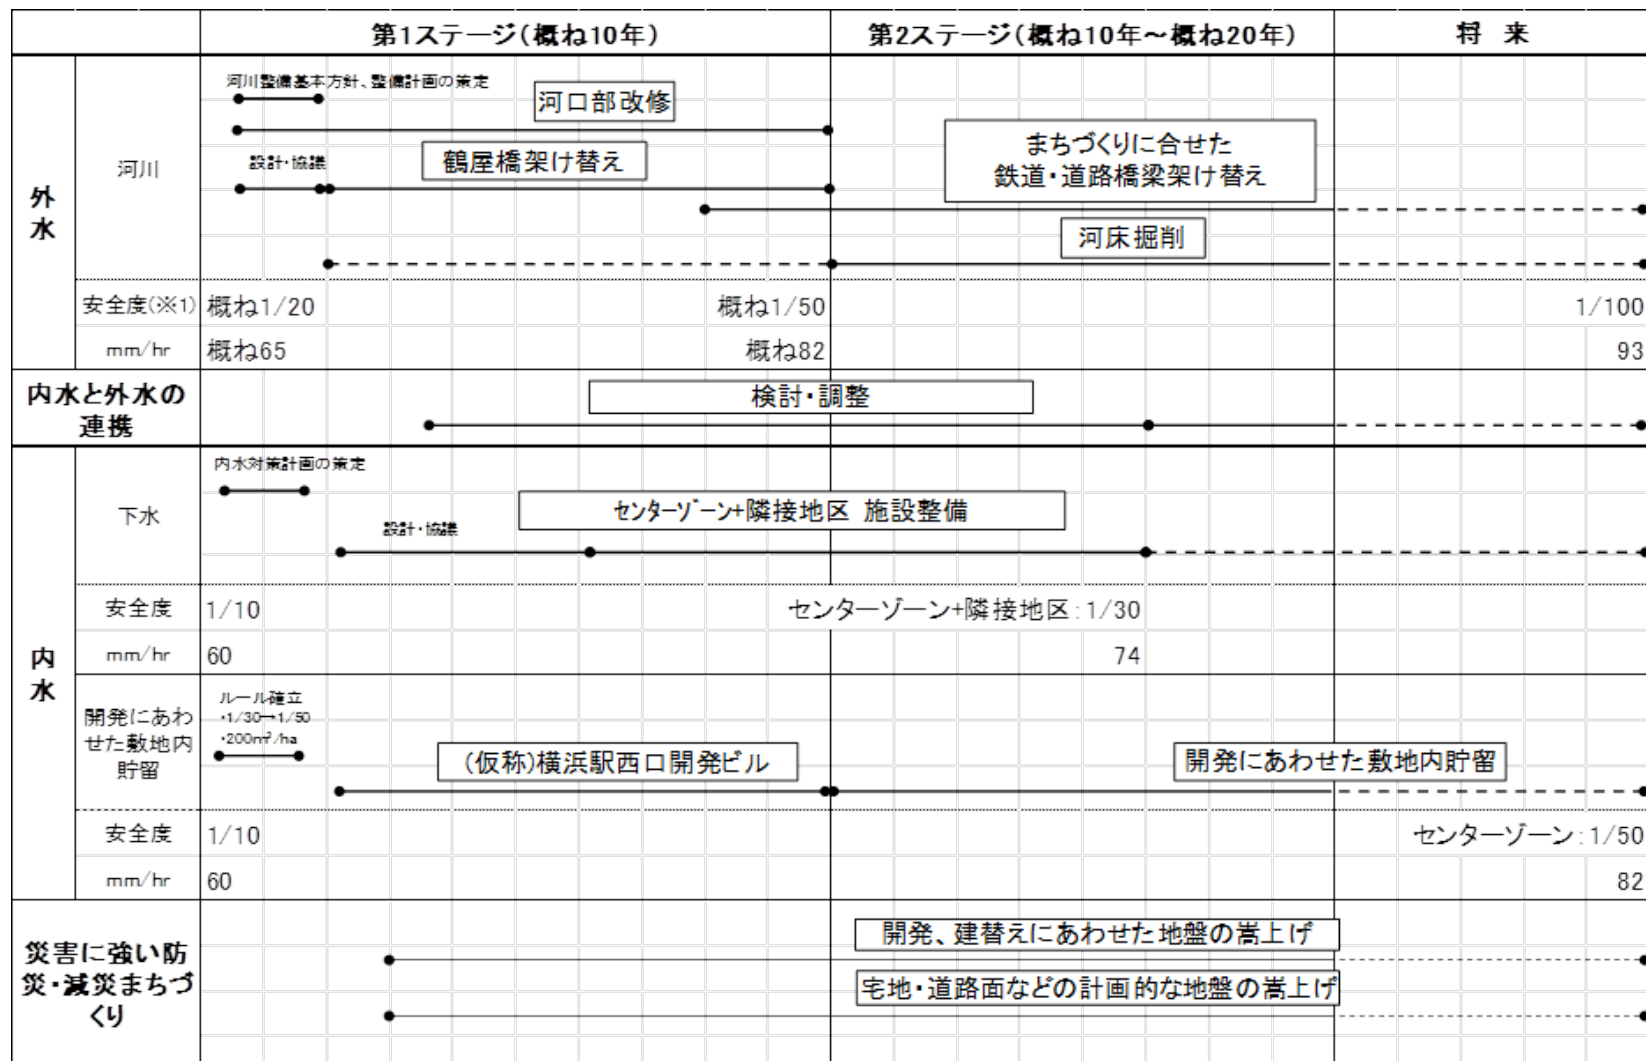 第1ステージ(概ね10年)
第2ステージ(概ね10年～概ね20年)
将 来
外水
河川
河川整備基本方針、整備計画の策定
河口部改修
設計・協議
鶴屋橋架け替え
まちづくりに合せた
鉄道・道路橋梁架け替え
河床掘削
安全度(※1)
概ね1/20
概ね1/50
1/100
mm/hr
概ね65
概ね82
93
内水と外水の
連携
検討・調整
内水
下水
内水対策計画の策定
設計・協議
センターゾーン+隣接地区 施設整備
安全度
1/10
センターゾーン+隣接地区:1/30
mm/hr
60
74
開発にあわ
せた敷地内
貯留
ルール確立
・1/30→1/50
・200m³/ha
(仮称)横浜駅西口開発ビル
開発にあわせた敷地内貯留
安全度
1/10
センターゾーン:1/50
mm/hr
60
82
災害に強い防
災・減災まちづ
くり
開発、建替えにあわせた地盤の嵩上げ
宅地・道路面などの計画的な地盤の嵩上げ